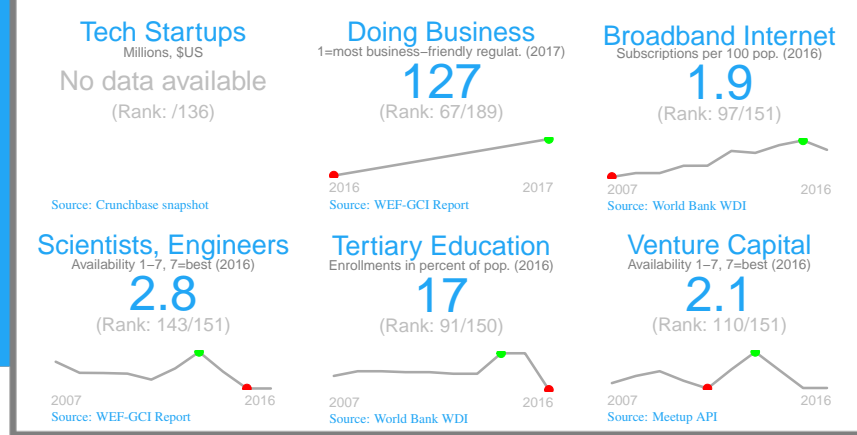 Tech Startups
Millions, $US
No data available
(Rank: /136)
Source: Crunchbase snapshot
Doing Business
1=most business−friendly regulat. (2017)
127
(Rank: 67/189)
2016 2017
Source: WEF-GCI Report
Broadband Internet
Subscriptions per 100 pop. (2016)
1.9
(Rank: 97/151)
2007 2016
Source: World Bank WDI
Scientists, Engineers
Availability 1−7, 7=best (2016)
2.8
(Rank: 143/151)
2007 2016
Source: WEF-GCI Report
Tertiary Education
Enrollments in percent of pop. (2016)
17
(Rank: 91/150)
2007 2016
Source: World Bank WDI
Venture Capital
Availability 1−7, 7=best (2016)
2.1
(Rank: 110/151)
2007 2016
Source: Meetup API